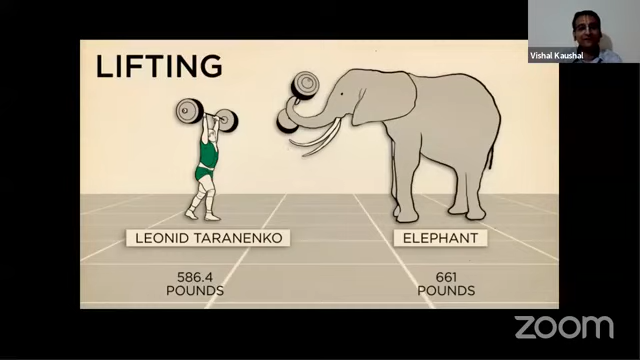 LIFTING
Vishal Kaushal
LEONID TARANENKO
ELEPHANT
586.4
POUNDS
661
POUNDS
zoom